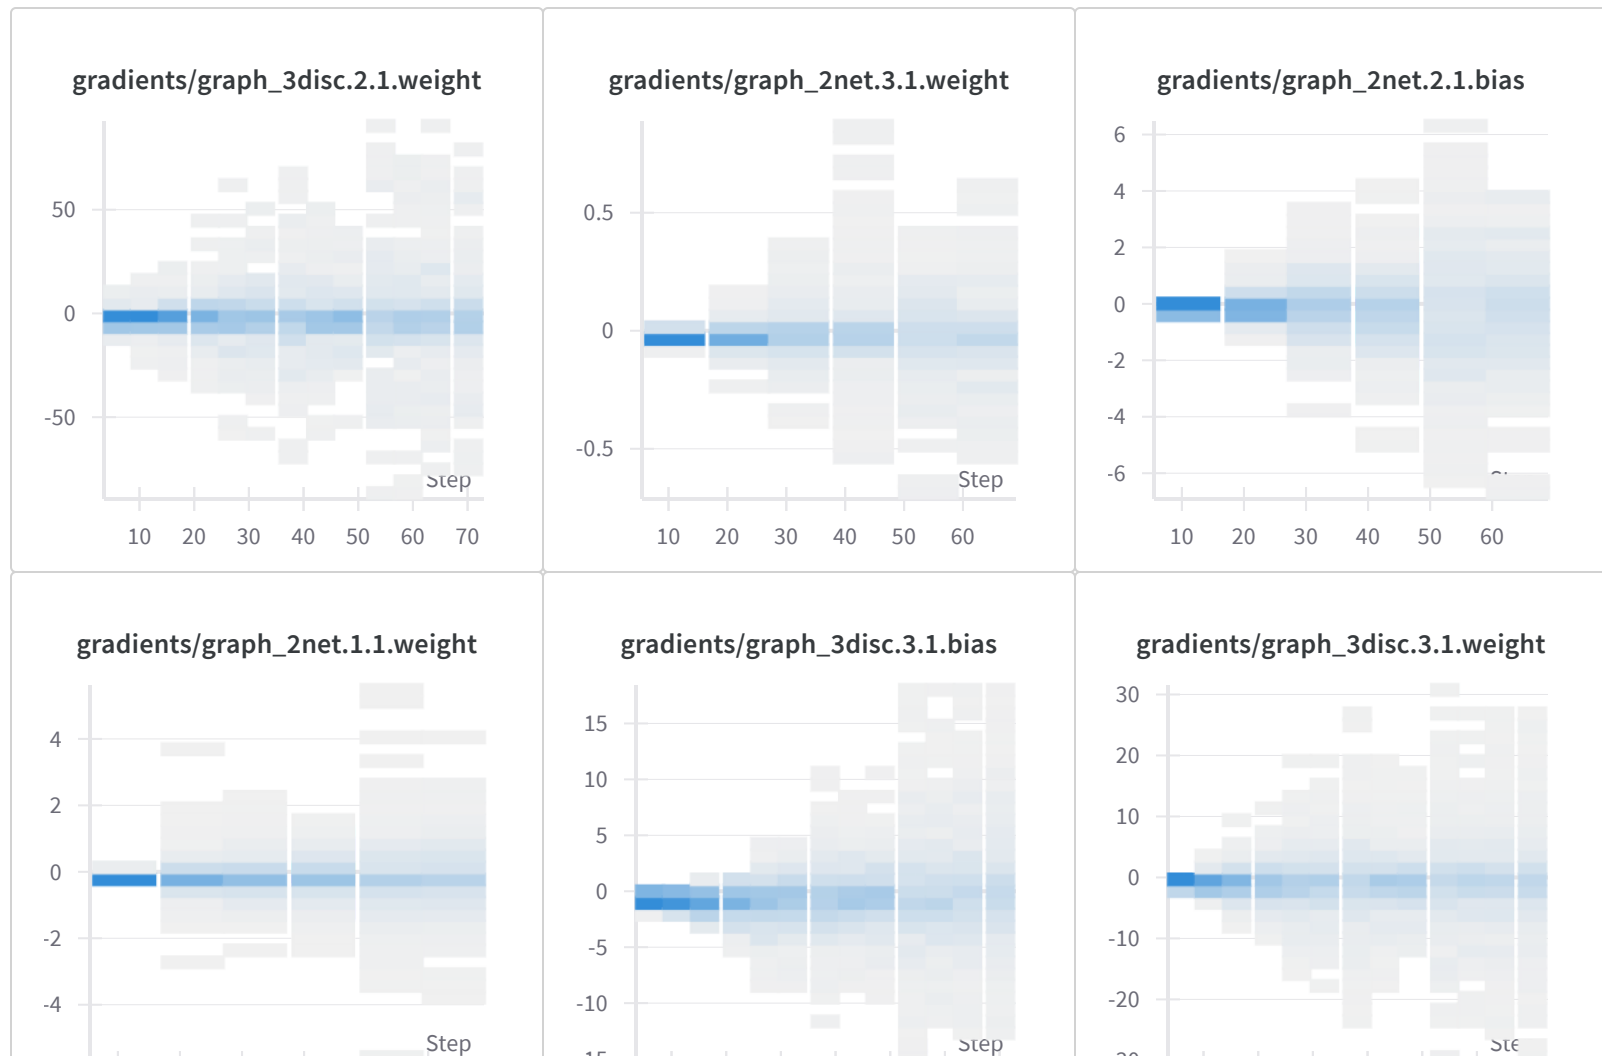 gradients/graph_3disc.2.1.weight
50
0
-50
Step
10 20 30 40 50 60 70
gradients/graph_2net.3.1.weight
0.5
0
-0.5
Step
10 20 30 40 50 60
gradients/graph_2net.2.1.bias
6
4
2
0
-2
-4
-6
10 20 30 40 50 60
gradients/graph_2net.1.1.weight
4
2
0
-2
-4
Step
gradients/graph_3disc.3.1.bias
15
10
5
0
-5
-10
Step
gradients/graph_3disc.3.1.weight
30
20
10
0
-10
-20